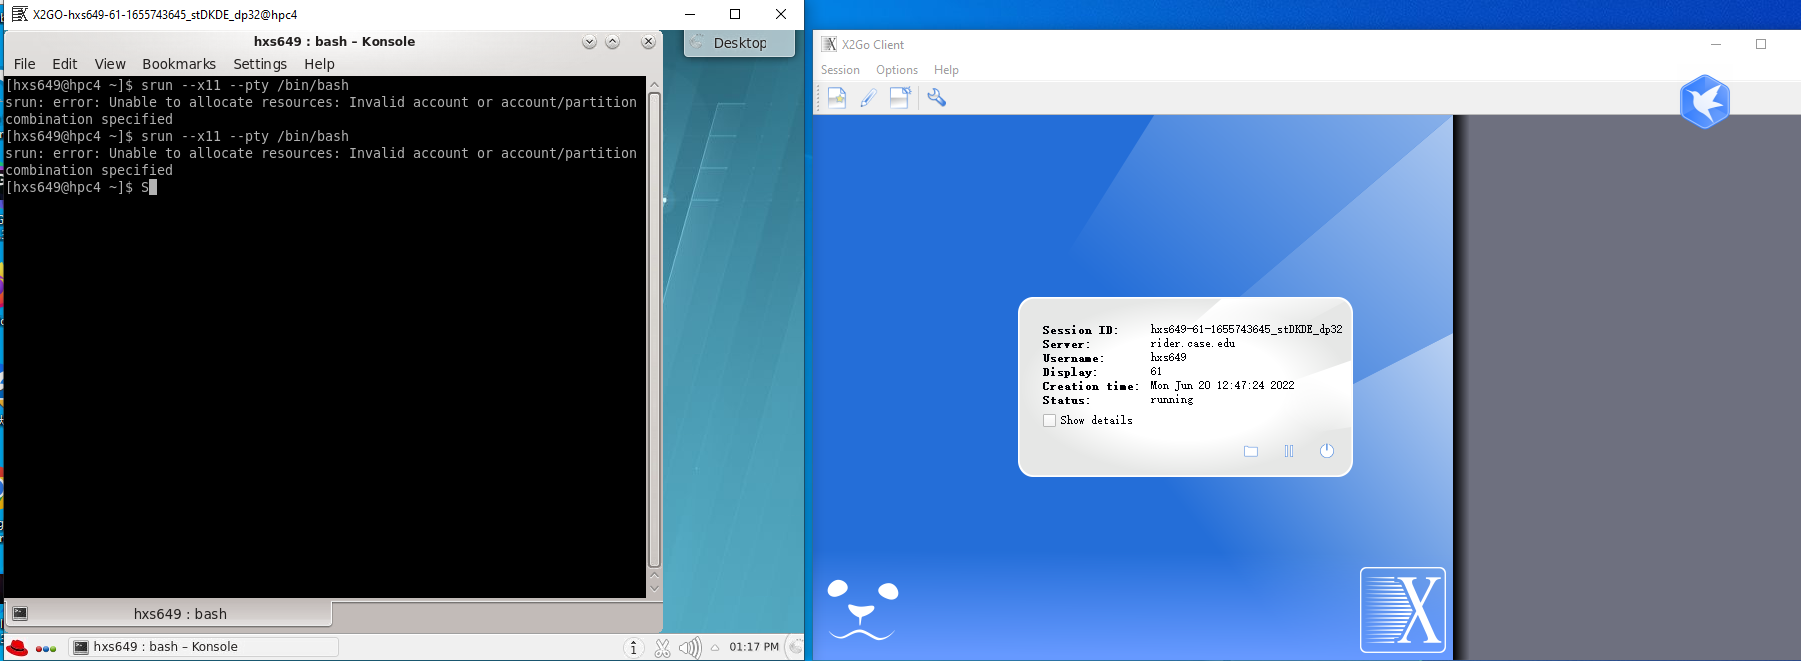 X2GO-hxs649-61-1655743645_stDKDE_dp32@hpc4
hxs649 : bash – Konsole
Desktop
File Edit View Bookmarks Settings Help
[hxs649@hpc4 ~]$ srun --x11 --pty /bin/bash
srun: error: Unable to allocate resources: Invalid account or account/partition
combination specified
[hxs649@hpc4 ~]$ srun --x11 --pty /bin/bash
srun: error: Unable to allocate resources: Invalid account or account/partition
combination specified
[hxs649@hpc4 ~]$ S
hxs649 : bash
hxs649 : bash – Konsole
01:17 PM
X2Go Client
Session Options Help
Session ID: hxs649-61-1655743645_stDKDE_dp32
Server: rider.case.edu
Username: hxs649
Display: 61
Creation time: Mon Jun 20 12:47:24 2022
Status: running
Show details
X